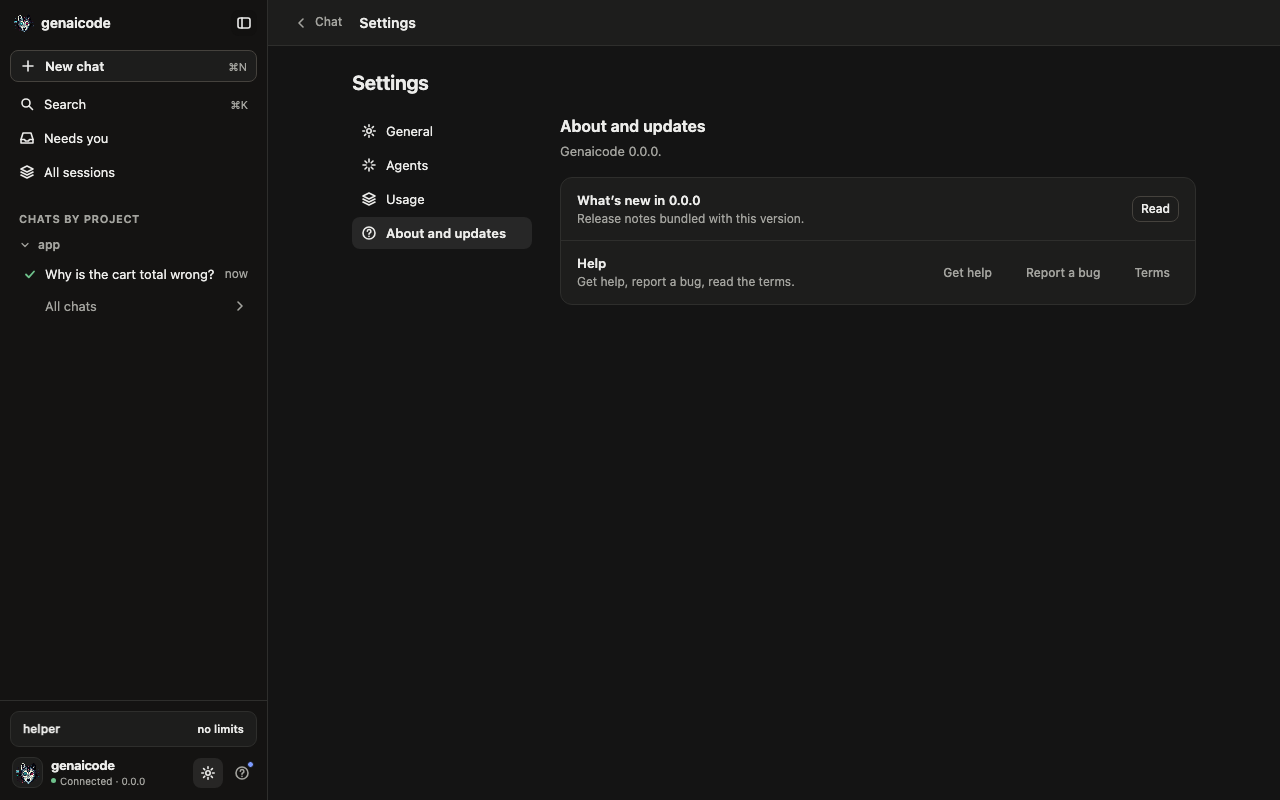 genaicode
New chat ⌘N
Search ⌘K
Needs you
All sessions
CHATS BY PROJECT
app
Why is the cart total wrong? now
All chats
helper no limits
genaicode
Connected · 0.0.0
Chat Settings
Settings
General
Agents
Usage
About and updates
About and updates
Genaicode 0.0.0.
What’s new in 0.0.0
Release notes bundled with this version.
Read
Help
Get help, report a bug, read the terms.
Get help Report a bug Terms